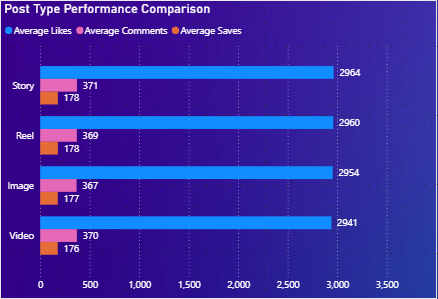 Post Type Performance Comparison
Average Likes Average Comments Average Saves
Story
2964
371
178
Reel
2960
369
178
Image
2954
367
177
Video
2941
370
176
0 500 1,000 1,500 2,000 2,500 3,000 3,500